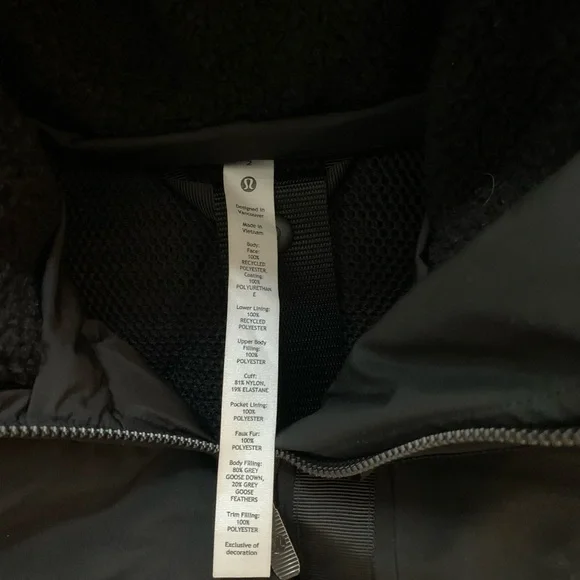 Designed in
Vancouver
Made in
Vietnam
Body:
Face:
100%
RECYCLED
POLYESTER,
Coating:
100%
POLYURETHAN
E
Lower Lining:
100%
RECYCLED
POLYESTER
Upper Body
Filling:
100%
POLYESTER
Cuff:
81% NYLON,
19% ELASTANE
Pocket Lining:
100%
POLYESTER
Faux Fur:
100%
POLYESTER
Body Filling:
80% GREY
GOOSE DOWN,
20% GREY
GOOSE
FEATHERS
Trim Filling:
100%
POLYESTER
Exclusive of
decoration